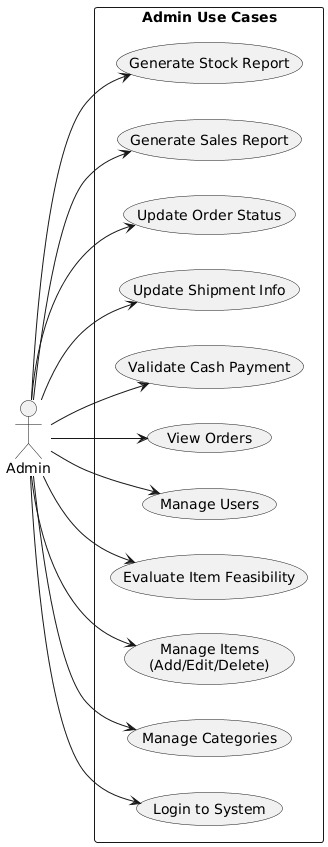 Admin Use Cases
Generate Stock Report
Generate Sales Report
Update Order Status
Update Shipment Info
Validate Cash Payment
View Orders
Admin
Manage Users
Evaluate Item Feasibility
Manage Items
(Add/Edit/Delete)
Manage Categories
Login to System